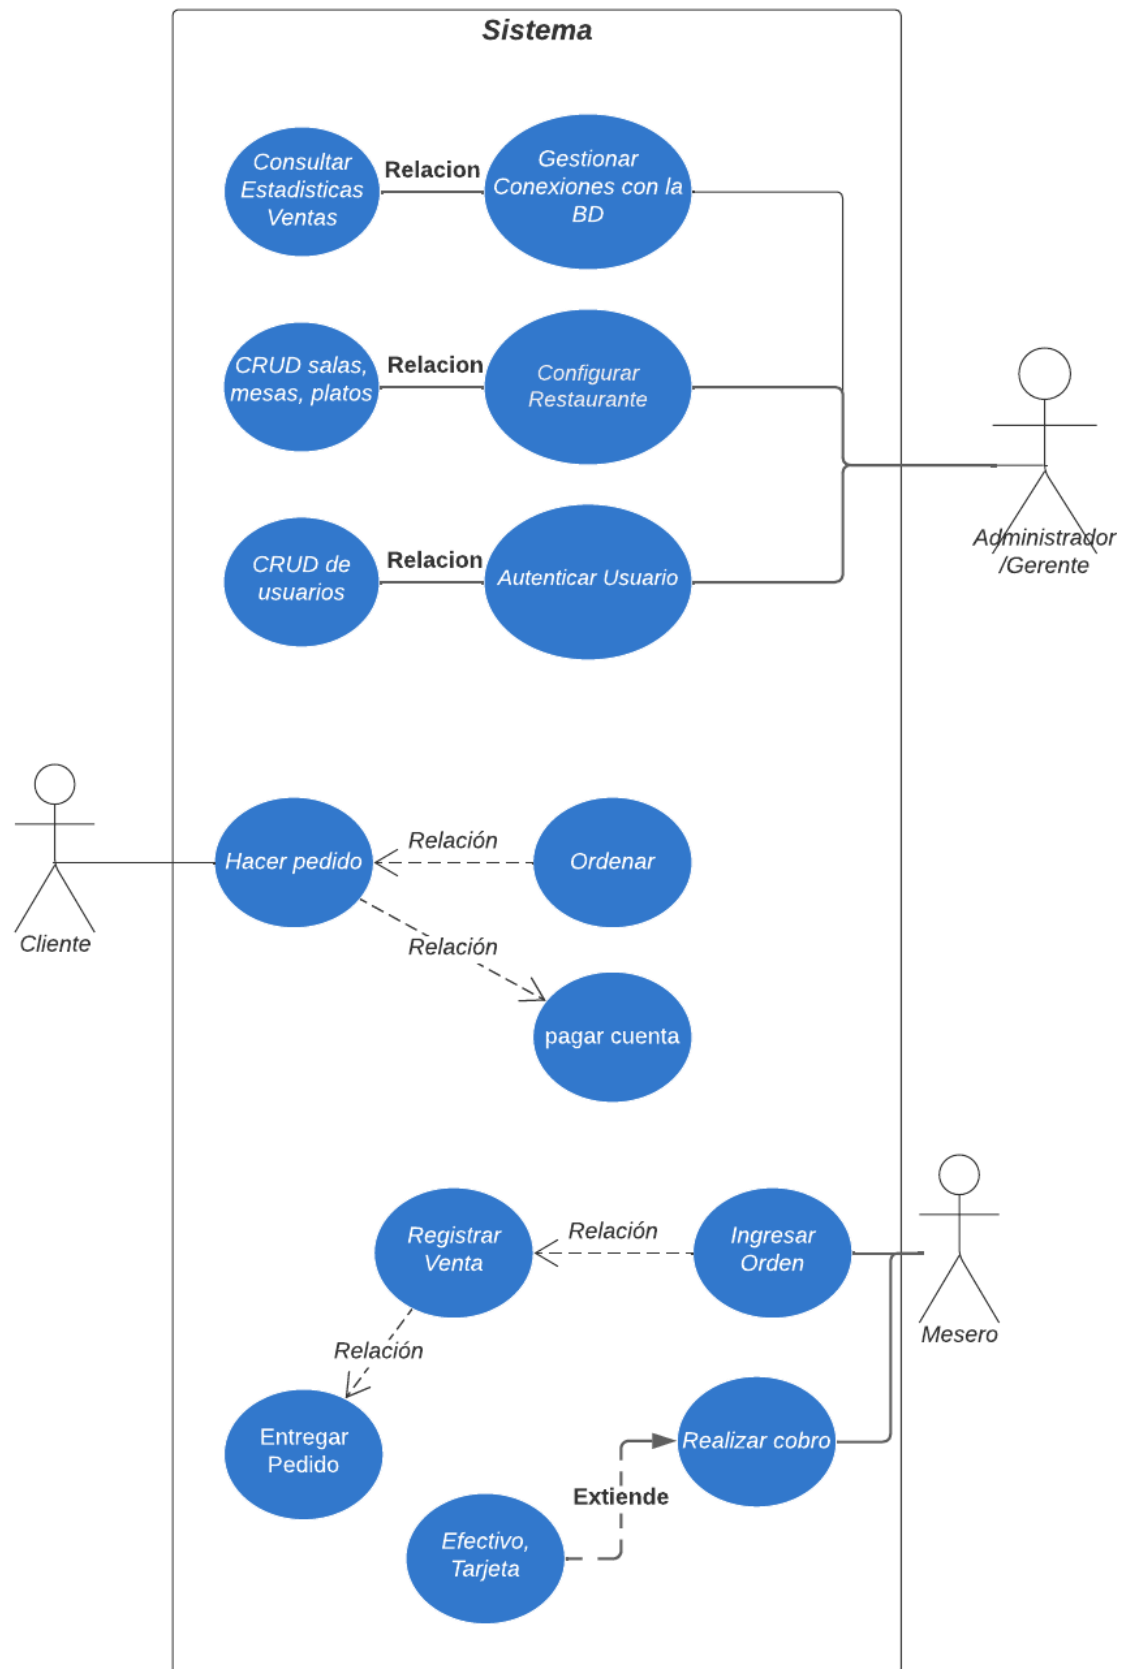 Sistema
Consultar
Estadisticas
Ventas
Relacion
Gestionar
Conexiones con la
BD
CRUD salas,
mesas, platos
Relacion
Configurar
Restaurante
Administrador
/Gerente
CRUD de
usuarios
Relacion
Autenticar Usuario
Cliente
Hacer pedido
Relación
Ordenar
Relación
pagar cuenta
Registrar
Venta
Relación
Ingresar
Orden
Mesero
Relación
Entregar
Pedido
Realizar cobro
Extiende
Efectivo,
Tarjeta